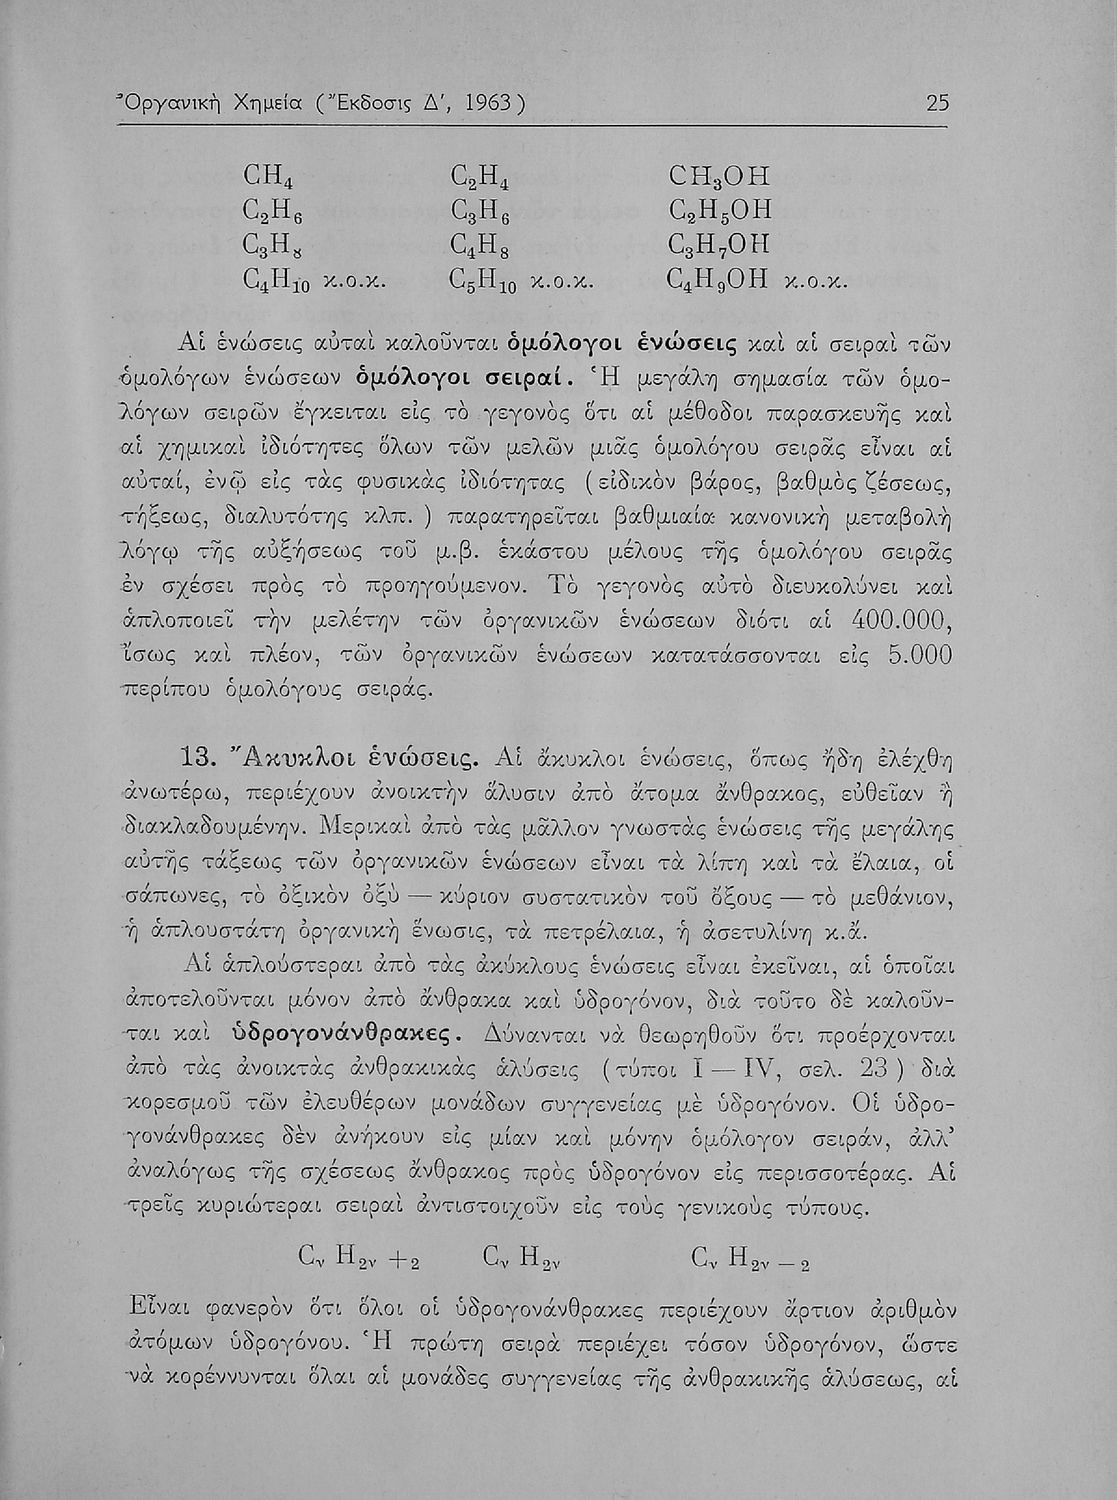 Ὀργανικὴ Χημεία (Ἔκδοσις Δʹ, 1963) 25
CH₄ C₂H₄ CH₃OH
C₂H₆ C₃H₆ C₂H₅OH
C₃H₈ C₄H₈ C₃H₇OH
C₄H₁₀ κ.ο.κ. C₅H₁₀ κ.ο.κ. C₄H₉OH κ.ο.κ.
Αἱ ἑνώσεις αὐταὶ καλοῦνται ὁμόλογοι ἑνώσεις καὶ αἱ σειραὶ τῶν
ὁμολόγων ἑνώσεων ὁμόλογοι σειραί. Ἡ μεγάλη σημασία τῶν ὁμο-
λόγων σειρῶν ἔγκειται εἰς τὸ γεγονὸς ὅτι αἱ μέθοδοι παρασκευῆς καὶ
αἱ χημικαὶ ἰδιότητες ὅλων τῶν μελῶν μιᾶς ὁμολόγου σειρᾶς εἶναι αἱ
αὐταί, ἐνῷ εἰς τὰς φυσικὰς ἰδιότητας (εἰδικὸν βάρος, βαθμὸς ζέσεως,
τήξεως, διαλυτότης κλπ. ) παρατηρεῖται βαθμιαία κανονικὴ μεταβολὴ
λόγῳ τῆς αὐξήσεως τοῦ μ.β. ἑκάστου μέλους τῆς ὁμολόγου σειρᾶς
ἐν σχέσει πρὸς τὸ προηγούμενον. Τὸ γεγονὸς αὐτὸ διευκολύνει καὶ
ἁπλοποιεῖ τὴν μελέτην τῶν ὀργανικῶν ἑνώσεων διότι αἱ 400.000,
ἴσως καὶ πλέον, τῶν ὀργανικῶν ἑνώσεων κατατάσσονται εἰς 5.000
περίπου ὁμολόγους σειράς.
13. Ἄκυκλοι ἑνώσεις. Αἱ ἄκυκλοι ἑνώσεις, ὅπως ἤδη ἐλέχθη
ἀνωτέρω, περιέχουν ἀνοικτὴν ἅλυσιν ἀπὸ ἄτομα ἄνθρακος, εὐθεῖαν ἢ
διακλαδουμένην. Μερικαὶ ἀπὸ τὰς μᾶλλον γνωστὰς ἑνώσεις τῆς μεγάλης
αὐτῆς τάξεως τῶν ὀργανικῶν ἑνώσεων εἶναι τὰ λίπη καὶ τὰ ἔλαια, οἱ
σάπωνες, τὸ ὀξικὸν ὀξὺ — κύριον συστατικὸν τοῦ ὄξους — τὸ μεθάνιον,
ἡ ἁπλουστάτη ὀργανικὴ ἕνωσις, τὰ πετρέλαια, ἡ ἀσετυλίνη κ.ἄ.
Αἱ ἁπλούστεραι ἀπὸ τὰς ἀκύκλους ἑνώσεις εἶναι ἐκεῖναι, αἱ ὁποῖαι
ἀποτελοῦνται μόνον ἀπὸ ἄνθρακα καὶ ὑδρογόνον, διὰ τοῦτο δὲ καλοῦν-
ται καὶ ὑδρογονάνθρακες. Δύνανται νὰ θεωρηθοῦν ὅτι προέρχονται
ἀπὸ τὰς ἀνοικτὰς ἀνθρακικὰς ἁλύσεις (τύποι I — IV, σελ. 23) διὰ
κορεσμοῦ τῶν ἐλευθέρων μονάδων συγγενείας μὲ ὑδρογόνον. Οἱ ὑδρο-
γονάνθρακες δὲν ἀνήκουν εἰς μίαν καὶ μόνην ὁμόλογον σειράν, ἀλλ᾽
ἀναλόγως τῆς σχέσεως ἄνθρακος πρὸς ὑδρογόνον εἰς περισσοτέρας. Αἱ
τρεῖς κυριώτεραι σειραὶ ἀντιστοιχοῦν εἰς τοὺς γενικοὺς τύπους.
Cᵥ H₂ᵥ ₊₂ Cᵥ H₂ᵥ Cᵥ H₂ᵥ ₋ ₂
Εἶναι φανερὸν ὅτι ὅλοι οἱ ὑδρογονάνθρακες περιέχουν ἄρτιον ἀριθμὸν
ἀτόμων ὑδρογόνου. Ἡ πρώτη σειρὰ περιέχει τόσον ὑδρογόνον, ὥστε
νὰ κορέννυνται ὅλαι αἱ μονάδες συγγενείας τῆς ἀνθρακικῆς ἁλύσεως, αἱ